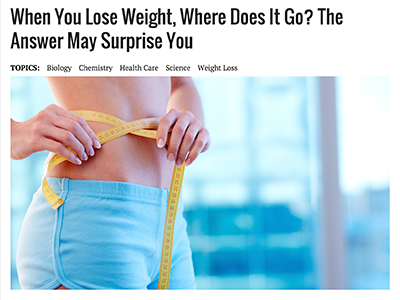 When You Lose Weight, Where Does It Go? The
Answer May Surprise You
TOPICS: Biology Chemistry Health Care Science Weight Loss